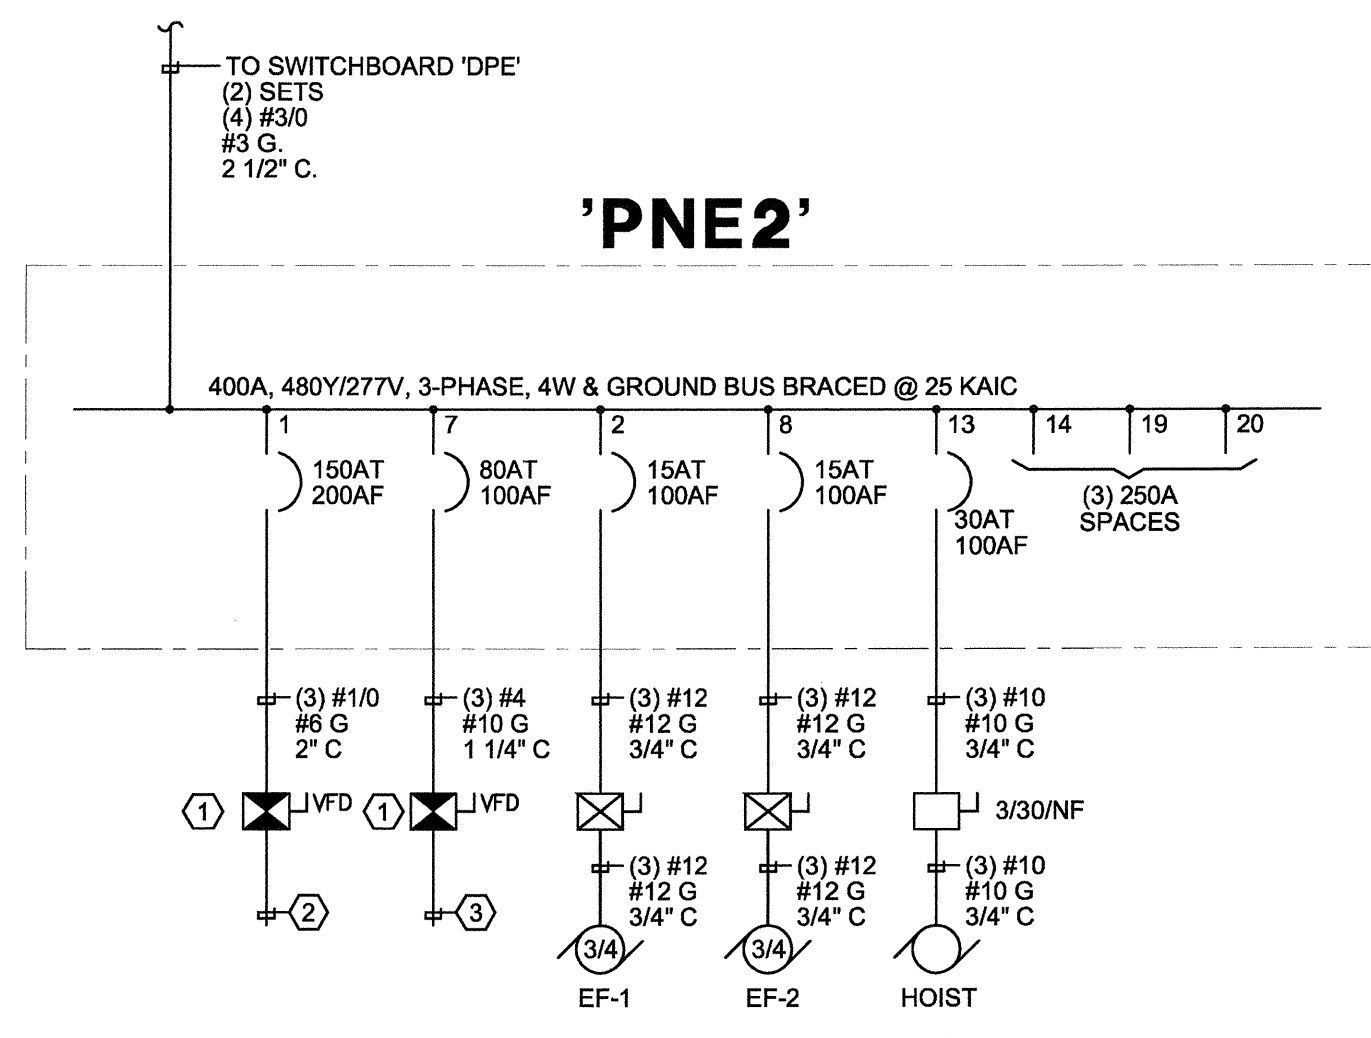 TO SWITCHBOARD 'DPE'
(2) SETS
(4) #3/0
#3 G.
2 1/2" C.
'PNE2'
400A, 480Y/277V, 3-PHASE, 4W & GROUND BUS BRACED @ 25 KAIC
1
7
2
8
13
14
19
20
150AT
200AF
80AT
100AF
15AT
100AF
15AT
100AF
30AT
100AF
(3) 250A
SPACES
(3) #1/0
#6 G
2" C
(3) #4
#10 G
1 1/4" C
(3) #12
#12 G
3/4" C
(3) #12
#12 G
3/4" C
(3) #10
#10 G
3/4" C
1
VFD
1
VFD
3/30/NF
2
3
(3) #12
#12 G
3/4" C
(3) #12
#12 G
3/4" C
(3) #10
#10 G
3/4" C
3/4
3/4
EF-1
EF-2
HOIST